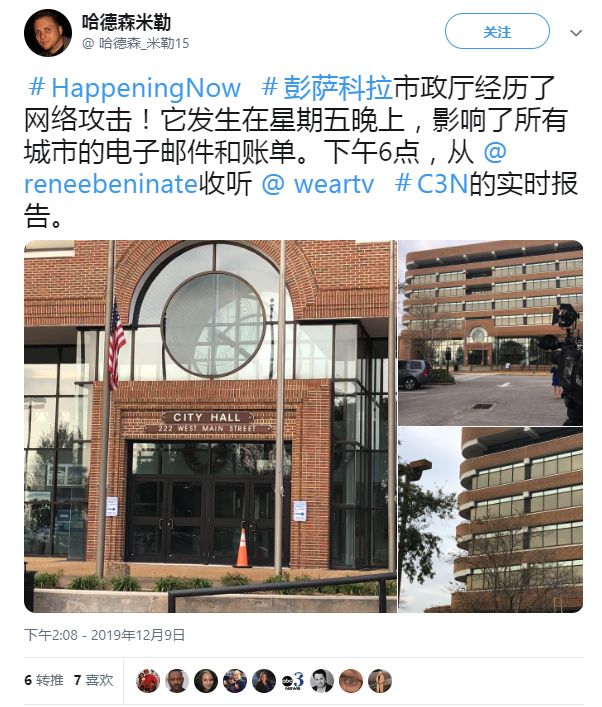 哈德森米勒
@ 哈德森_米勒15
关注
＃HappeningNow ＃彭萨科拉市政厅经历了
网络攻击！它发生在星期五晚上，影响了所有
城市的电子邮件和账单。下午6点，从 @
reneebeninate收听 @ weartv ＃C3N的实时报
告。
CITY HALL
222 WEST MAIN STREET
下午2:08 - 2019年12月9日
6 转推 7 喜欢
abc 3
NEWS